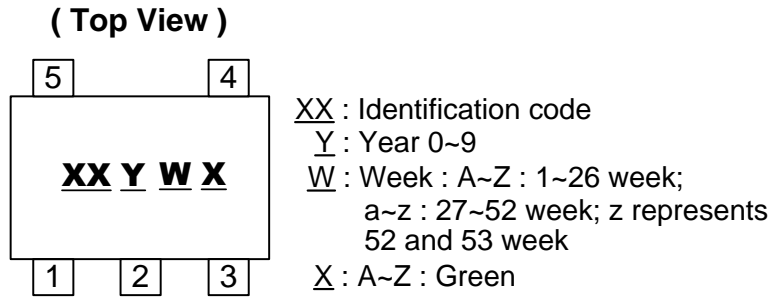 ( Top View )
5 4
XX Y W X
1 2 3
XX : Identification code
Y : Year 0~9
W : Week : A~Z : 1~26 week;
a~z : 27~52 week; z represents
52 and 53 week
X : A~Z : Green